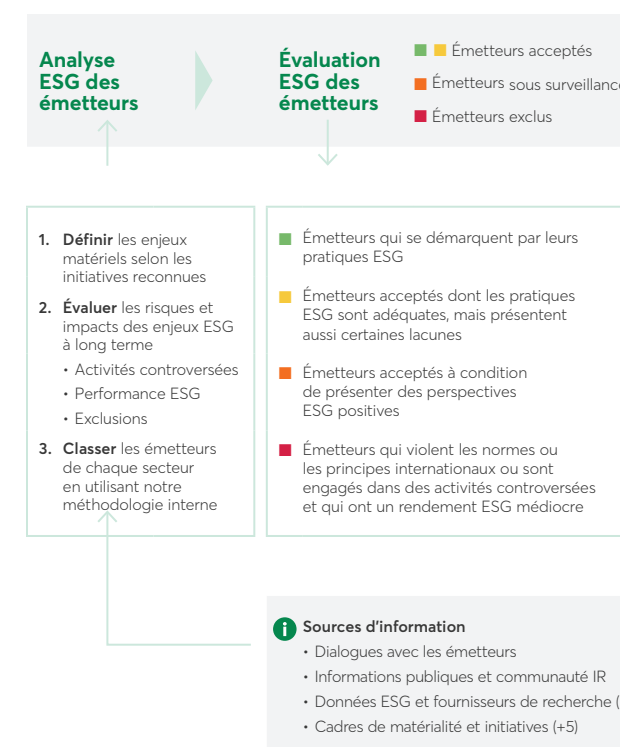 Analyse
ESG des
émetteurs
Évaluation
ESG des
émetteurs
Émetteurs acceptés
Émetteurs sous surveillance
Émetteurs exclus
1. Définir les enjeux
matériels selon les
initiatives reconnues
2. Évaluer les risques et
impacts des enjeux ESG
à long terme
• Activités controversées
• Performance ESG
• Exclusions
3. Classer les émetteurs
de chaque secteur
en utilisant notre
méthodologie interne
Émetteurs qui se démarquent par leurs
pratiques ESG
Émetteurs acceptés dont les pratiques
ESG sont adéquates, mais présentent
aussi certaines lacunes
Émetteurs acceptés à condition
de présenter des perspectives
ESG positives
Émetteurs qui violent les normes ou
les principes internationaux ou sont
engagés dans des activités controversées
et qui ont un rendement ESG médiocre
i Sources d'information
• Dialogues avec les émetteurs
• Informations publiques et communauté IR
• Données ESG et fournisseurs de recherche (
• Cadres de matérialité et initiatives (+5)